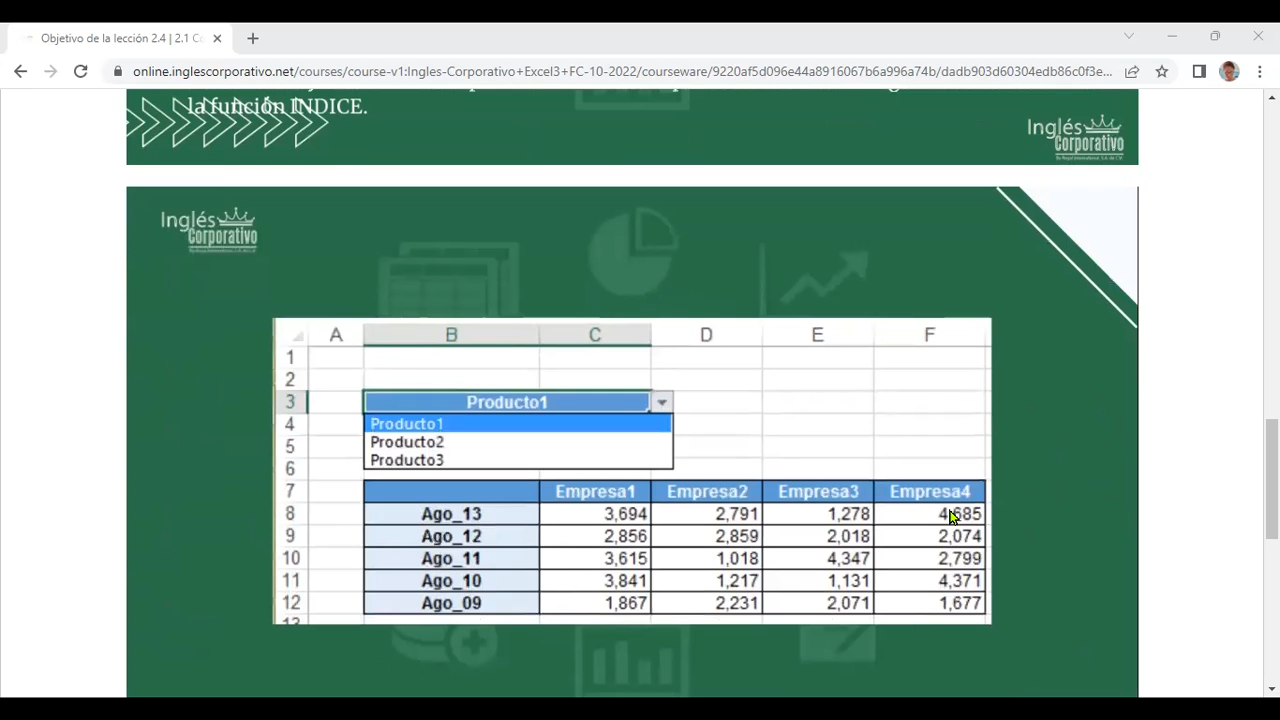 Objetivo de la lección 2.4 | 2.1 Co
online.inglescorporativo.net/courses/course-v1:Ingles-Corporativo+Excel3+FC-10-2022/courseware/9220af5d096e44a8916067b6a996a74b/dadb903d60304edb86c0f3e...
la función INDICE.
Inglés
Corporativo
Inglés
Corporativo
A B C D E F
1
2
3 Producto1
4 Producto1
5 Producto2
6 Producto3
7 Empresa1 Empresa2 Empresa3 Empresa4
8 Ago_13 3,694 2,791 1,278 4,685
9 Ago_12 2,856 2,859 2,018 2,074
10 Ago_11 3,615 1,018 4,347 2,799
11 Ago_10 3,841 1,217 1,131 4,371
12 Ago_09 1,867 2,231 2,071 1,677